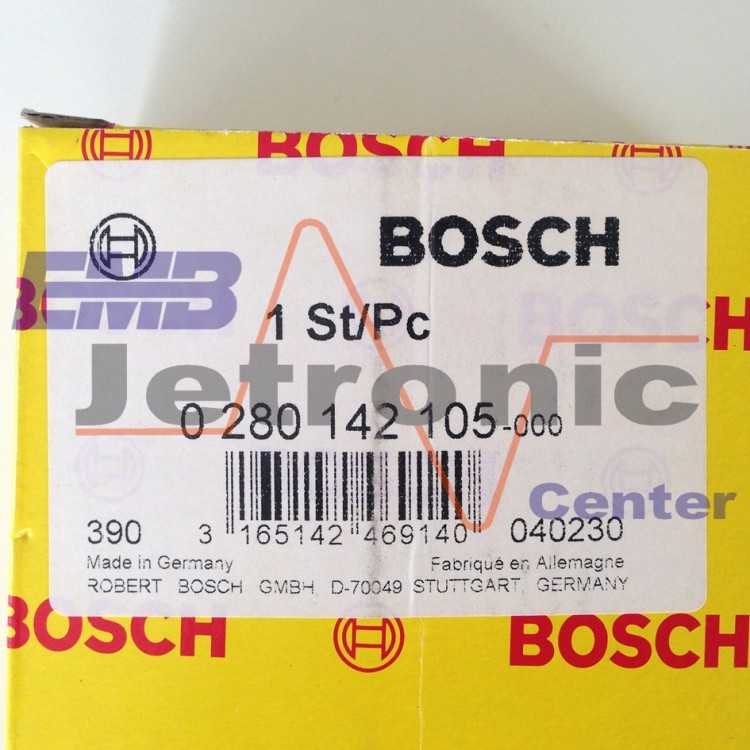 BOSCH
BOSCH
EMB
1 St/Pc
Jetronic
0 280 142 105-000
Center
390 3 165142 469140 040230
Made in Germany Fabriqué en Allemagne
ROBERT BOSCH GMBH, D-70049 STUTTGART, GERMANY
BOSCH BOSCH